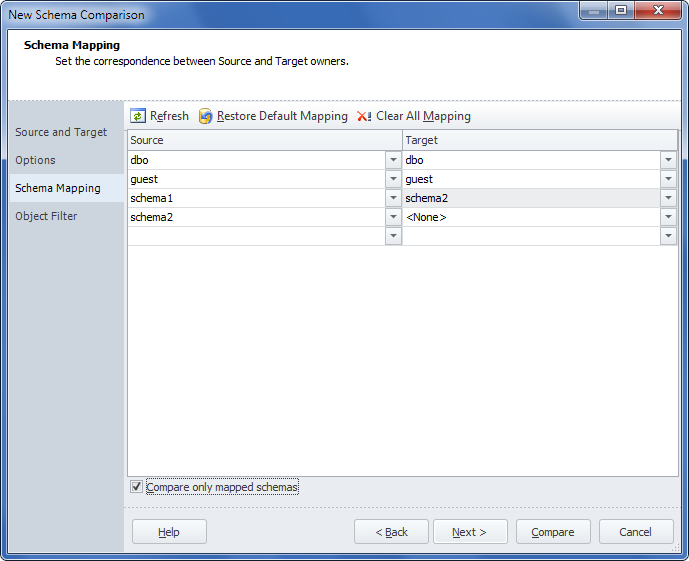 New Schema Comparison
Schema Mapping
Set the correspondence between Source and Target owners.
Source and Target
Options
Schema Mapping
Object Filter
Refresh Restore Default Mapping Clear All Mapping
Source Target
dbo dbo
guest guest
schema1 schema2
schema2 <None>
Compare only mapped schemas
Help < Back Next > Compare Cancel